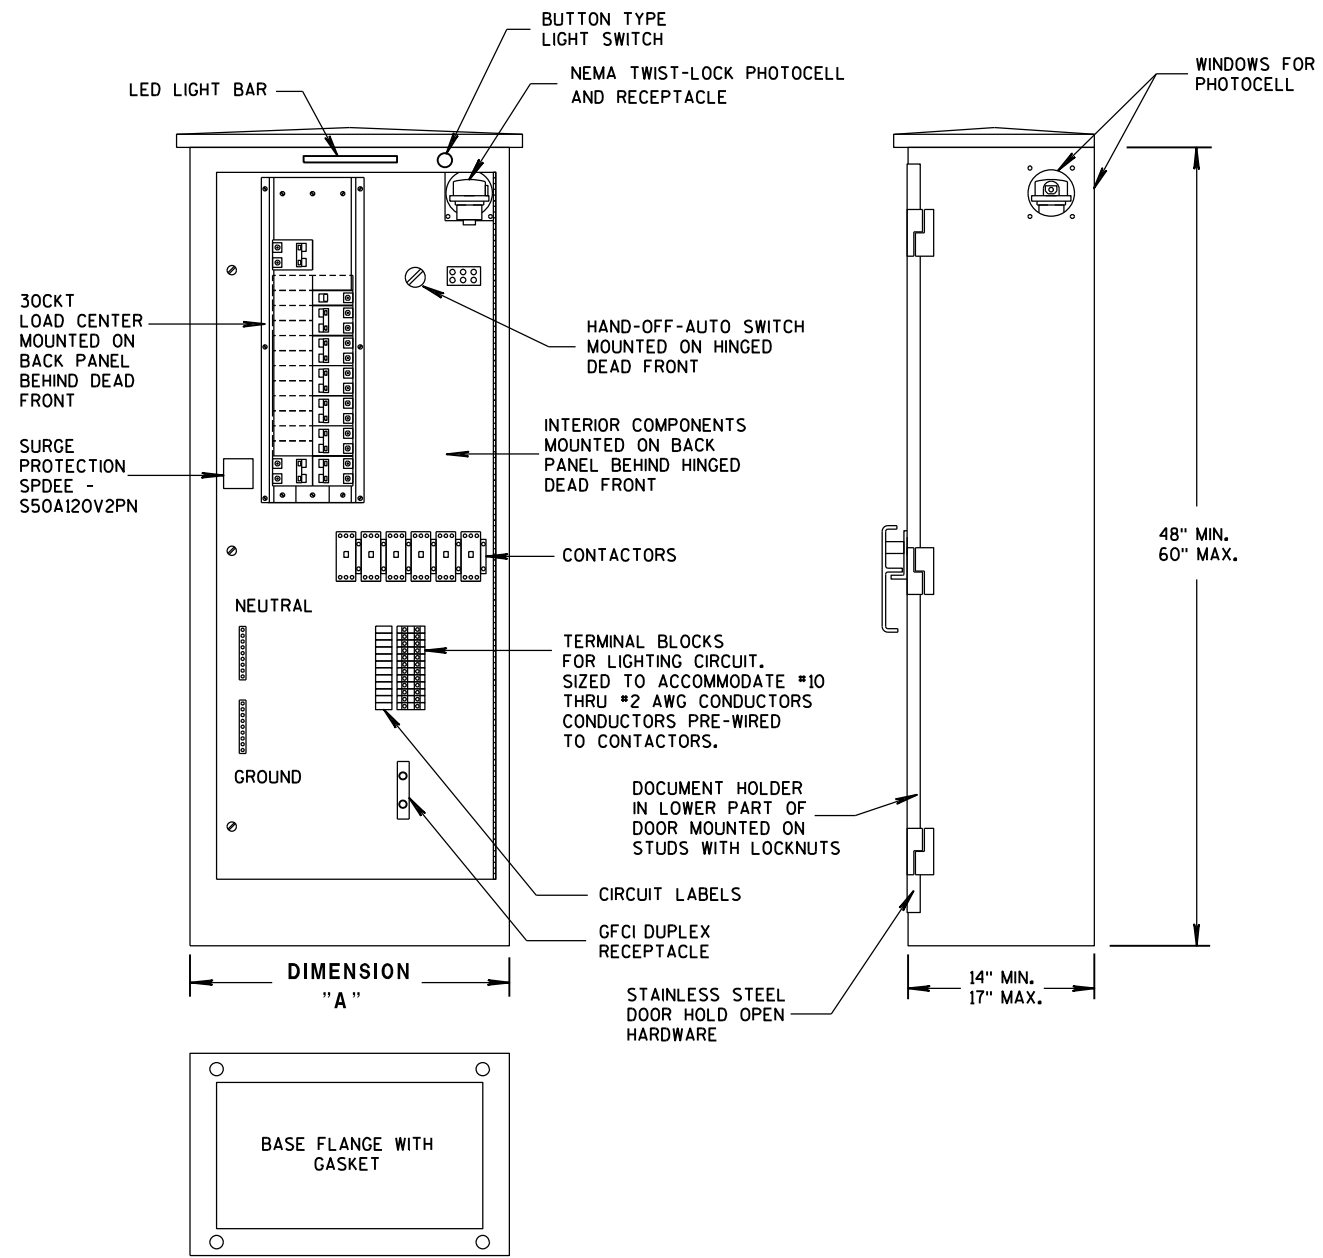 BUTTON TYPE
LIGHT SWITCH
NEMA TWIST-LOCK PHOTOCELL
AND RECEPTACLE
LED LIGHT BAR
WINDOWS FOR
PHOTOCELL
30CKT
LOAD CENTER
MOUNTED ON
BACK PANEL
BEHIND DEAD
FRONT
HAND-OFF-AUTO SWITCH
MOUNTED ON HINGED
DEAD FRONT
SURGE
PROTECTION
SPDEE -
S50A120V2PN
INTERIOR COMPONENTS
MOUNTED ON BACK
PANEL BEHIND HINGED
DEAD FRONT
CONTACTORS
48" MIN.
60" MAX.
NEUTRAL
TERMINAL BLOCKS
FOR LIGHTING CIRCUIT.
SIZED TO ACCOMMODATE #10
THRU #2 AWG CONDUCTORS
CONDUCTORS PRE-WIRED
TO CONTACTORS.
GROUND
DOCUMENT HOLDER
IN LOWER PART OF
DOOR MOUNTED ON
STUDS WITH LOCKNUTS
CIRCUIT LABELS
GFCI DUPLEX
RECEPTACLE
DIMENSION
"A"
14" MIN.
17" MAX.
STAINLESS STEEL
DOOR HOLD OPEN
HARDWARE
BASE FLANGE WITH
GASKET